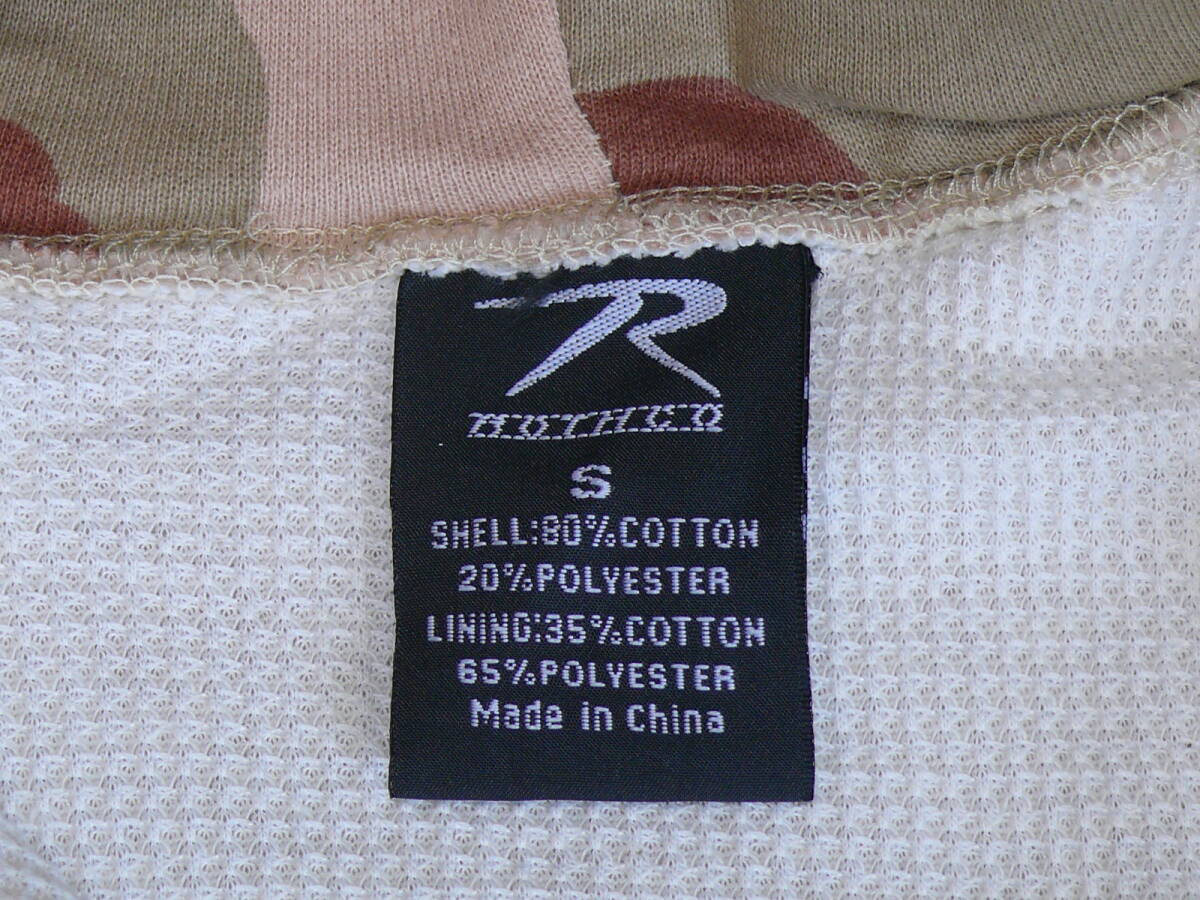 R
ROTHCO
S
SHELL:80%COTTON
20%POLYESTER
LINING:35%COTTON
65%POLYESTER
Made in China